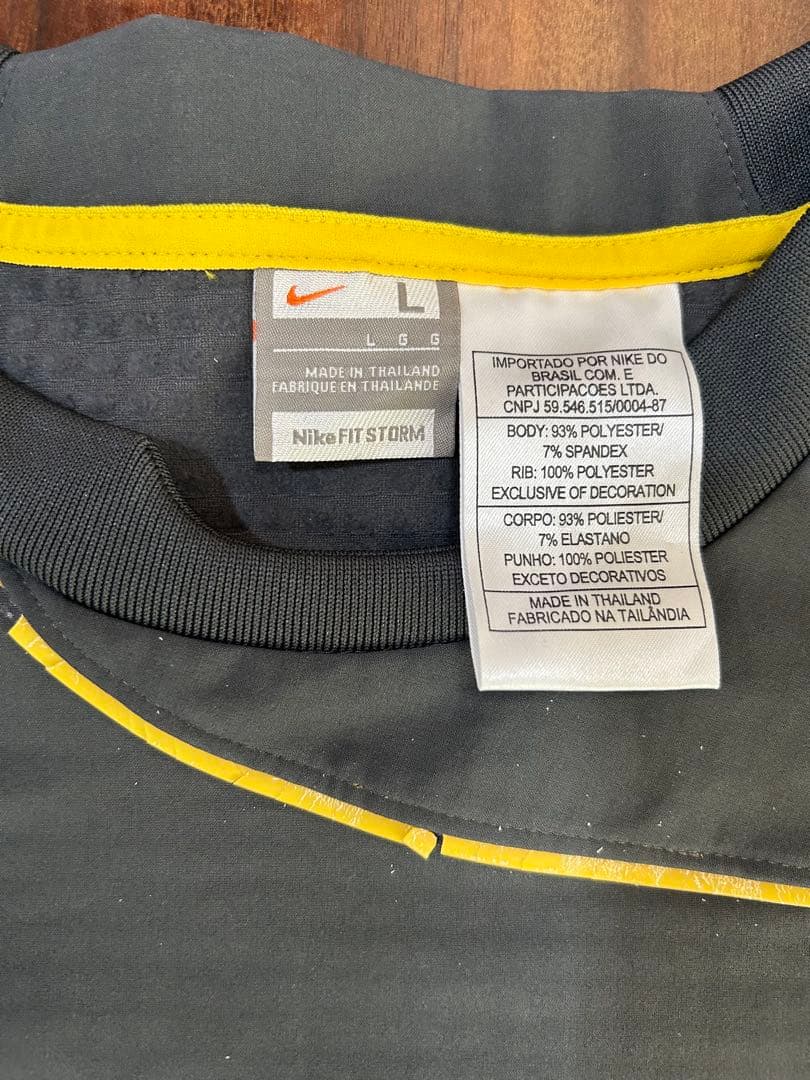 L
L G G
MADE IN THAILAND
FABRIQUE EN THAILANDE
Nike FIT STORM
IMPORTADO POR NIKE DO
BRASIL COM. E
PARTICIPACOES LTDA.
CNPJ 59.546.515/0004-87
BODY: 93% POLYESTER/
7% SPANDEX
RIB: 100% POLYESTER
EXCLUSIVE OF DECORATION
CORPO: 93% POLIESTER/
7% ELASTANO
PUNHO: 100% POLIESTER
EXCETO DECORATIVOS
MADE IN THAILAND
FABRICADO NA TAILÂNDIA